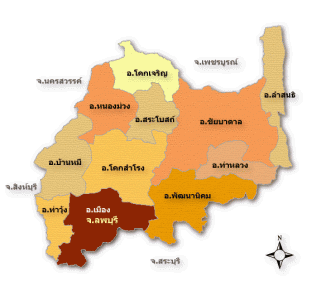 จ.เพชรบูรณ์
อ.โคกเจริญ
จ.นครสวรรค์
อ.ลำสนธิ
อ.หนองม่วง
อ.สระโบสถ์
อ.ชัยบาดาล
อ.บ้านหมี่
อ.โคกสำโรง
อ.ท่าหลวง
จ.สิงห์บุรี
อ.พัฒนานิคม
อ.ท่าวุ้ง
อ.เมือง
จ.ลพบุรี
จ.สระบุรี
N